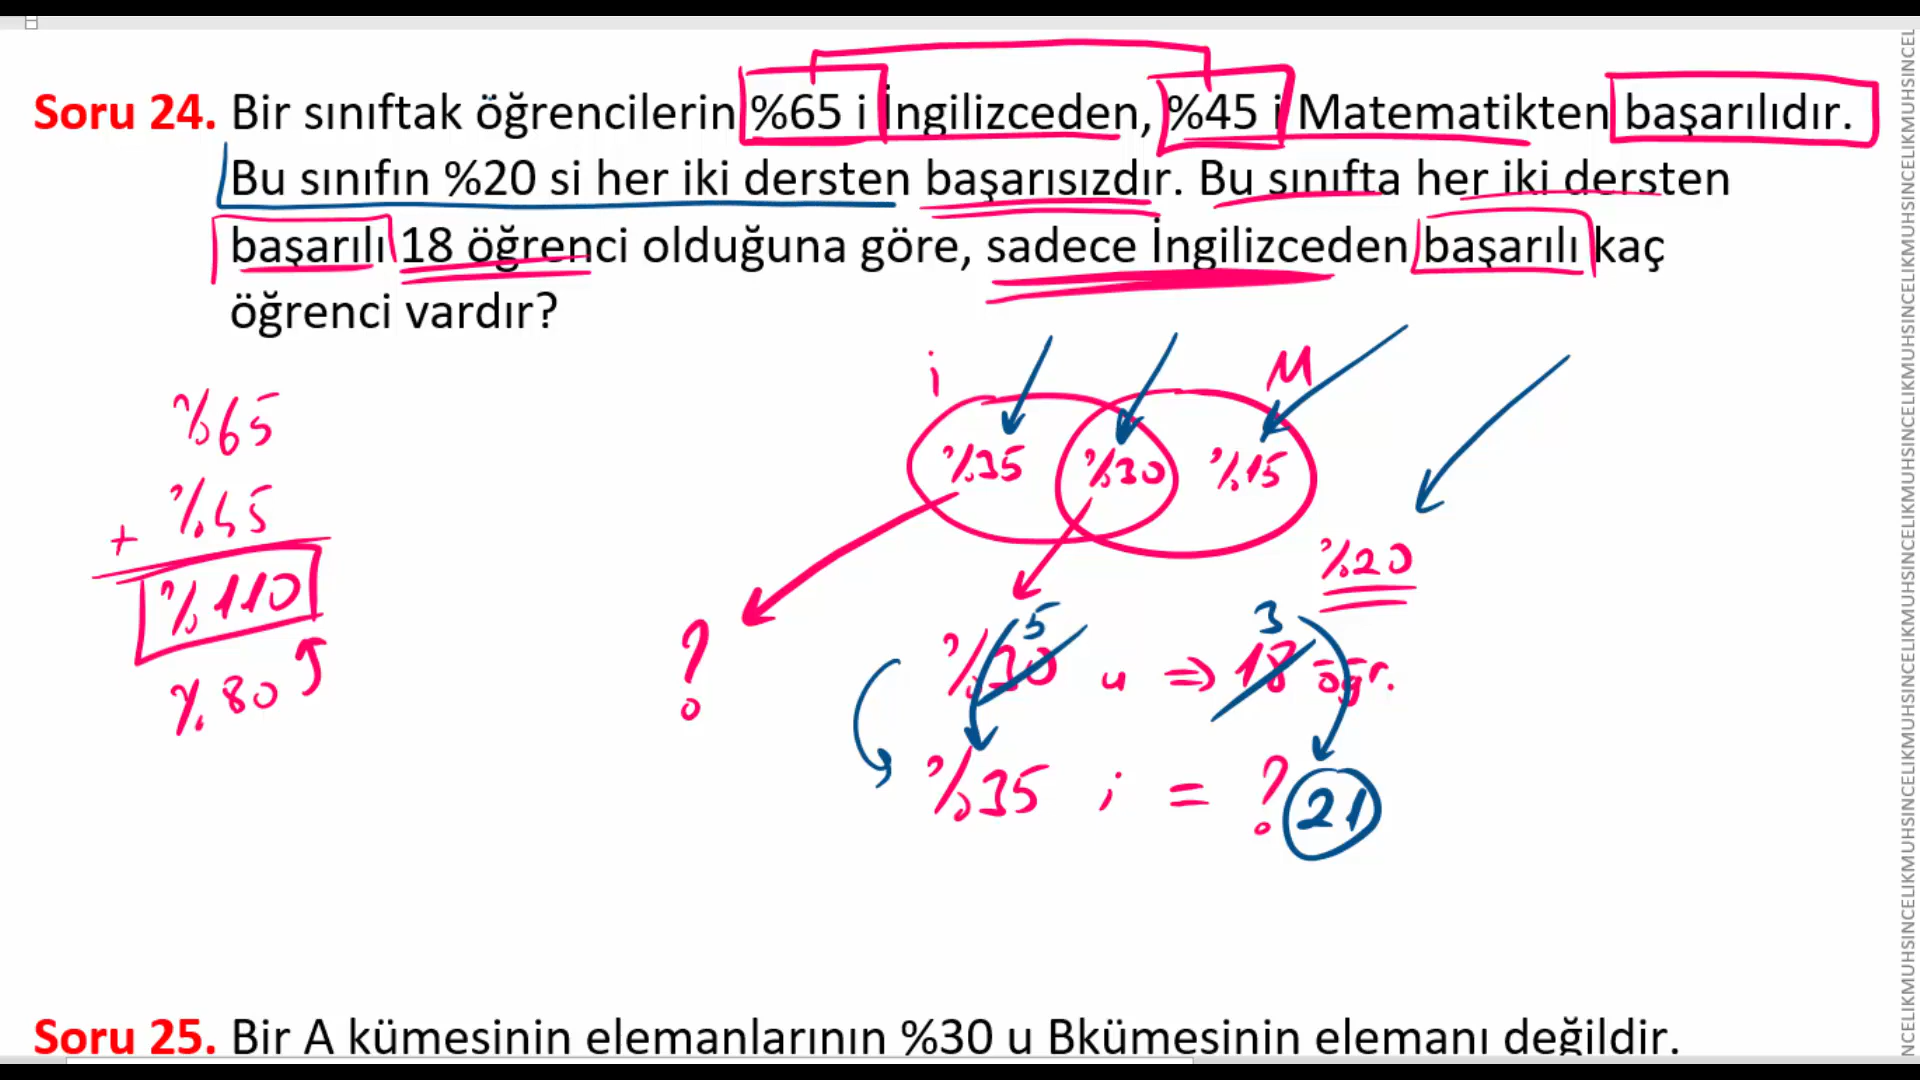 Soru 24. Bir sınıftak öğrencilerin %65 i İngilizceden, %45 i Matematikten başarılıdır.
Bu sınıfın %20 si her iki dersten başarısızdır. Bu sınıfta her iki dersten
başarılı 18 öğrenci olduğuna göre, sadece İngilizceden başarılı kaç
öğrenci vardır?
i M
%65
%45
+
%110
%80
%35 %30 %15
%20
?
5 3
%30 u ⇒ 18 öğr.
%35 i = ? 21
Soru 25. Bir A kümesinin elemanlarının %30 u Bkümesinin elemanı değildir.
NCELIKMUHSINCELIKMUHSINCELIKMUHSINCELIKMUHSINCELIKMUHSINCELIKMUHSINCELIKMUHSINCEL